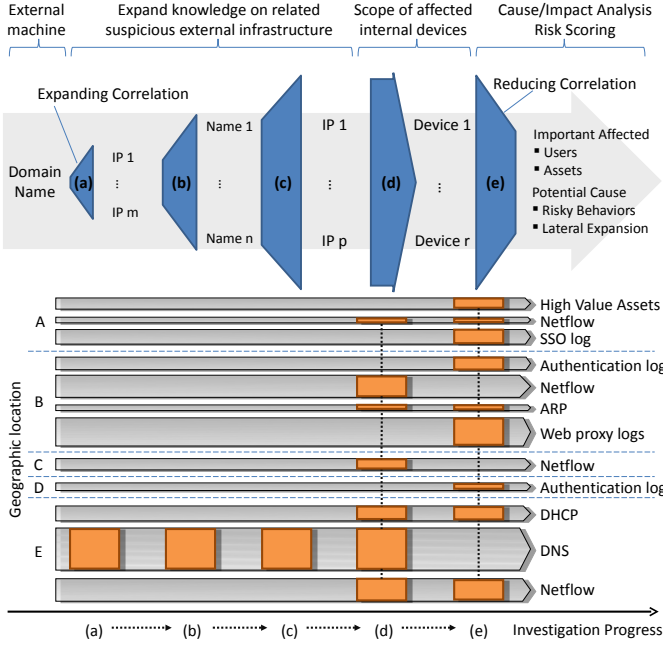 External
machine
Expand knowledge on related
suspicious external infrastructure
Scope of affected
internal devices
Cause/Impact Analysis
Risk Scoring
Expanding Correlation
Reducing Correlation
Domain
Name
(a)
IP 1
...
IP m
(b)
Name 1
...
Name n
(c)
IP 1
...
IP p
(d)
Device 1
...
Device r
(e)
Important Affected
▪ Users
▪ Assets
Potential Cause
▪ Risky Behaviors
▪ Lateral Expansion
Geographic location
A
High Value Assets
Netflow
SSO log
B
Authentication log
Netflow
ARP
Web proxy logs
C
Netflow
D
Authentication log
E
DHCP
DNS
Netflow
(a) (b) (c) (d) (e) Investigation Progress